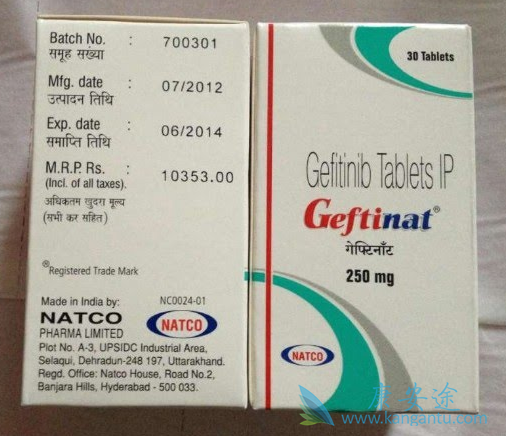 Batch No. : 700301
समूह संख्या
Mfg. date : 07/2012
उत्पादन तिथि
Exp. date : 06/2014
समाप्ति तिथि
M.R.P. Rs. : 10353.00
(Incl. of all taxes).
अधिकतम खुदरा मूल्य
(सभी कर सहित)
®Registered Trade Mark
Made in India by: NC0024-01
NATCO
PHARMA LIMITED
NATCO
Plot No. A-3, UPSIDC Industrial Area,
Selaqui, Dehradun-248 197, Uttarakhand.
Regd. Office: Natco House, Road No.2,
Banjara Hills, Hyderabad - 500 033.
30 Tablets
Gefitinib Tablets IP
Geftinat®
गेफ्टिनॉट
250 mg
NATCO
康安途
www.kangantu.com